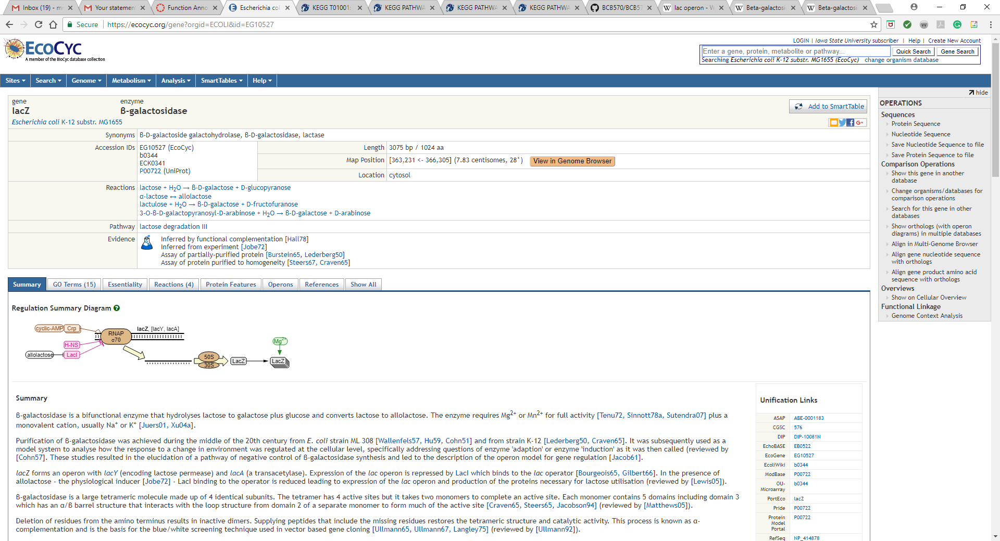 Inbox (19) - m
Your statemen
Function Anno
Escherichia col
KEGG T01001:
KEGG PATHWA
KEGG PATHWA
KEGG PATHWA
BCB570/BCB57
lac operon - W
Beta-galactosi
Beta-galactosi
Secure
https://ecocyc.org/gene?orgid=ECOLI&id=EG10527
ECOCYC
A member of the BioCyc database collection
LOGIN | Iowa State University subscriber | Help | Create New Account
Enter a gene, protein, metabolite or pathway...
Quick Search
Gene Search
Searching Escherichia coli K-12 substr. MG1655 (EcoCyc) change organism database
Sites Search Genome Metabolism Analysis SmartTables Help
gene
lacZ
enzyme
ß-galactosidase
Escherichia coli K-12 substr. MG1655
Add to SmartTable
Synonyms ß-D-galactoside galactohydrolase, ß-D-galactosidase, lactase
Accession IDs
EG10527 (EcoCyc)
b0344
ECK0341
P00722 (UniProt)
Length 3075 bp / 1024 aa
Map Position [363,231 <- 366,305] (7.83 centisomes, 28°)
View in Genome Browser
Location cytosol
Reactions
lactose + H2O → ß-D-galactose + D-glucopyranose
α-lactose ↔ allolactose
lactulose + H2O → ß-D-galactose + D-fructofuranose
3-O-ß-D-galactopyranosyl-D-arabinose + H2O → ß-D-galactose + D-arabinose
Pathway lactose degradation III
Evidence
Inferred by functional complementation [Hall78]
Inferred from experiment [Jobe72]
Assay of partially-purified protein [Burstein65, Lederberg50]
Assay of protein purified to homogeneity [Steers67, Craven65]
Summary
GO Terms (15)
Essentiality
Reactions (4)
Protein Features
Operons
References
Show All
Regulation Summary Diagram
cyclic-AMP
Crp
RNAP
σ70
lacZ, [lacY, lacA]
H-NS
allolactose
LacI
50S
30S
LacZ
Mg2+
LacZ
Summary
ß-galactosidase is a bifunctional enzyme that hydrolyses lactose to galactose plus glucose and converts lactose to allolactose. The enzyme requires Mg2+ or Mn2+ for full activity [Tenu72, Sinnott78a, Sutendra07] plus a
monovalent cation, usually Na+ or K+ [Juers01, Xu04a].
Purification of ß-galactosidase was achieved during the middle of the 20th century from E. coli strain ML 308 [Wallenfels57, Hu59, Cohn51] and from strain K-12 [Lederberg50, Craven65]. It was subsequently used as a
model system to analyse how the response to a change in environment was regulated at the cellular level, specifically addressing questions of enzyme 'adaption' or enzyme 'induction' as it was then called (reviewed by
[Cohn57]. These studies resulted in the elucidation of a pathway of negative control of ß-galactosidase synthesis and led to the description of the operon model for gene regulation [Jacob61].
lacZ forms an operon with lacY (encoding lactose permease) and lacA (a transacetylase). Expression of the lac operon is repressed by LacI which binds to the lac operator [Bourgeois65, Gilbert66]. In the presence of
allolactose - the physiological inducer [Jobe72] - LacI binding to the operator is reduced leading to expression of the lac operon and production of the proteins necessary for lactose utilisation (reviewed by [Lewis05]).
ß-galactosidase is a large tetrameric molecule made up of 4 identical subunits. The tetramer has 4 active sites but it takes two monomers to complete an active site. Each monomer contains 5 domains including domain 3
which has an α/ß barrel structure that interacts with the loop structure from domain 2 of a separate monomer to form much of the active site [Craven65, Steers65, Jacobson94] (reviewed by [Matthews05]).
Deletion of residues from the amino terminus results in inactive dimers. Supplying peptides that include the missing residues restores the tetrameric structure and catalytic activity. This process is known as α-
complementation and is the basis for the blue/white screening technique used in vector based gene cloning [Ullmann65, Ullmann67, Langley75] (reviewed by [Ullmann92]).
Unification Links
ASAP ABE-0001183
CGSC 576
DIP DIP-10081N
EchoBASE EB0522
EcoGene EG10527
EcoliWiki b0344
ModBase P00722
OU-
Microarray b0344
PortEco lacZ
Pride P00722
Protein
Model
Portal P00722
RefSeq NP_414878
hide
OPERATIONS
Sequences
Protein Sequence
Nucleotide Sequence
Save Nucleotide Sequence to file
Save Protein Sequence to file
Comparison Operations
Show this gene in another
database
Change organisms/databases for
comparison operations
Search for this gene in other
databases
Show orthologs (with operon
diagrams) in multiple databases
Align in Multi-Genome Browser
Align gene nucleotide sequence
with orthologs
Align gene product amino acid
sequence with orthologs
Overviews
Show on Cellular Overview
Functional Linkage
Genome Context Analysis